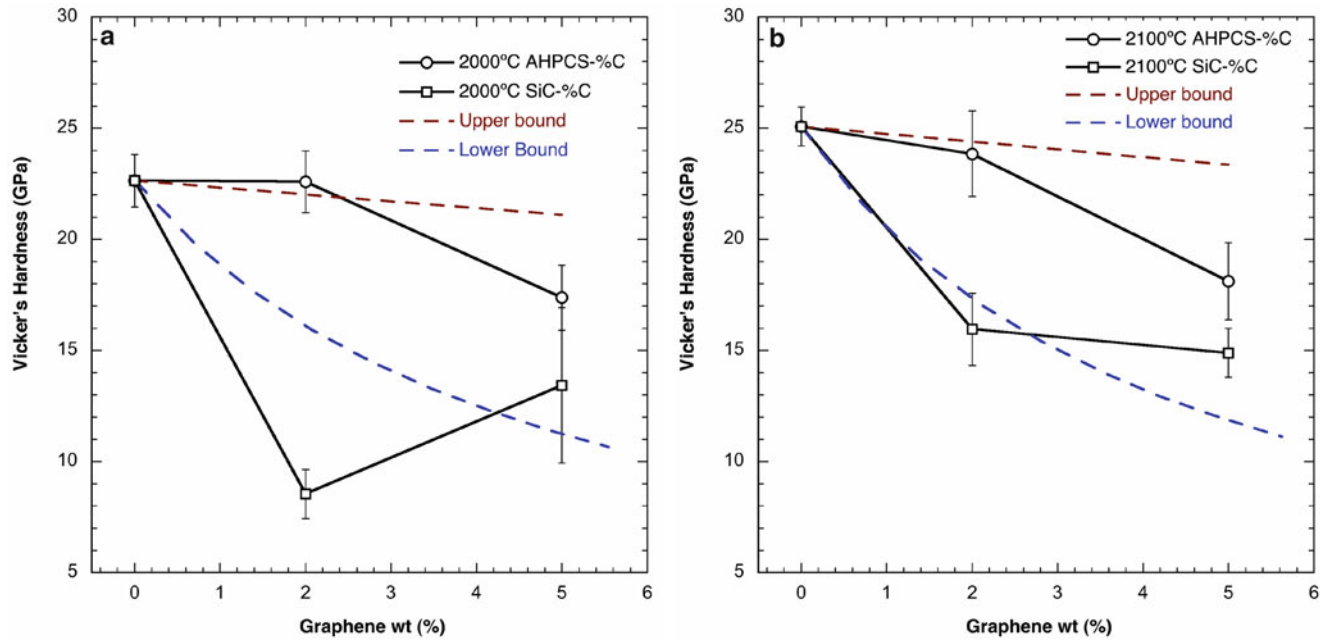 a
2000ºC AHPCS-%C
2000ºC SiC-%C
Upper bound
Lower Bound
30
25
20
15
10
5
0
1
2
3
4
5
6
Vicker's Hardness (GPa)
Graphene wt (%)
b
2100ºC AHPCS-%C
2100ºC SiC-%C
Upper bound
Lower bound
30
25
20
15
10
5
0
1
2
3
4
5
6
Vicker's Hardness (GPa)
Graphene wt (%)